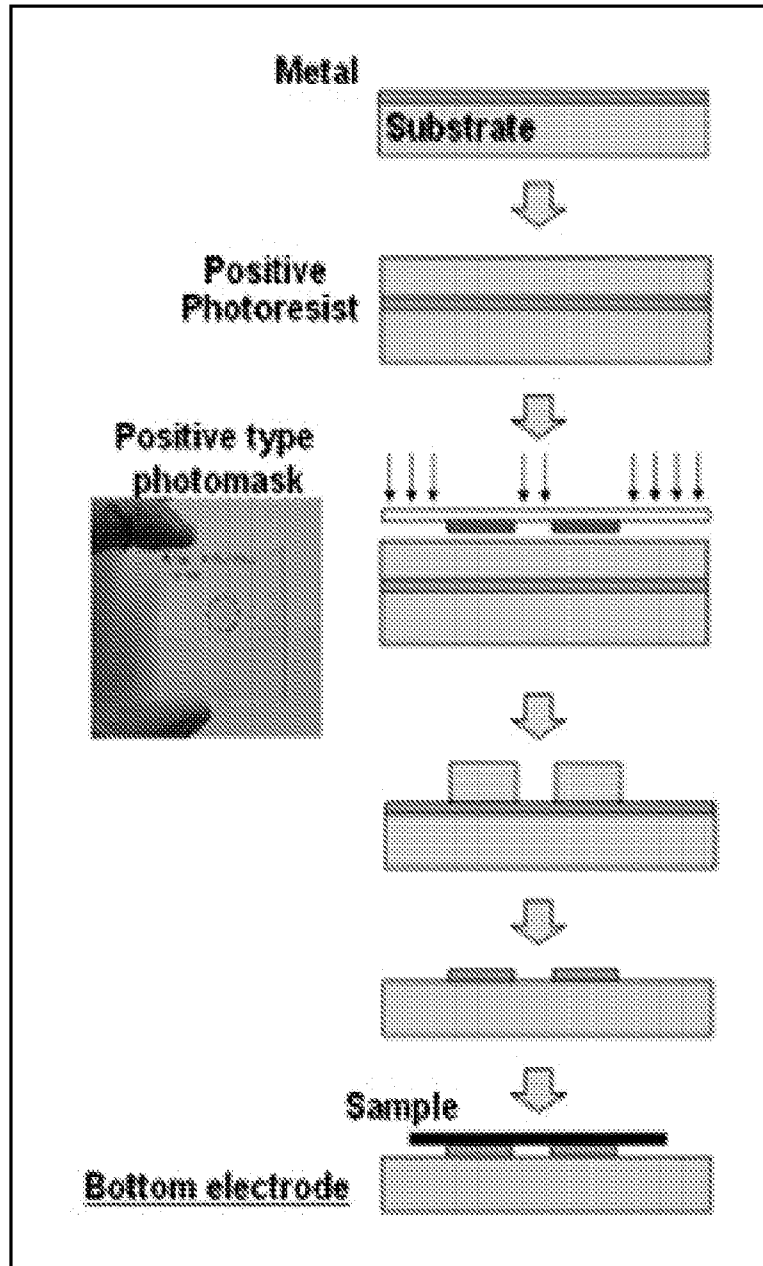 Metal
Substrate
Positive
Photoresist
Positive type
photomask
Sample
Bottom electrode